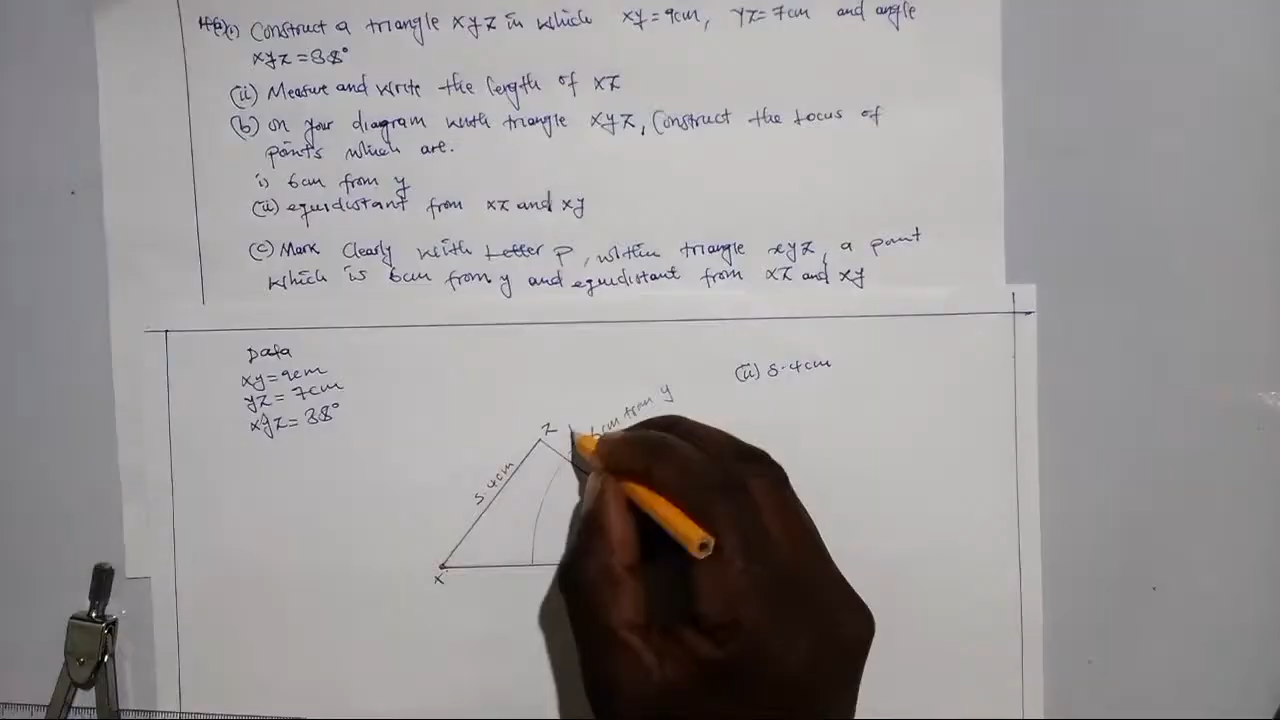 (i) Construct a triangle xyz in which xy = 9cm, yz = 7cm and angle
xyz = 38°
(ii) Measure and write the length of xz
(b) on your diagram with triangle xyz, construct the locus of
points which are.
i) 6cm from y
(ii) equidistant from xz and xy
(c) Mark clearly with Letter P, within triangle xyz, a point
which is 6cm from y and equidistant from xz and xy
Data
xy = 9cm
yz = 7cm
xyz = 38°
(ii) 5.4cm
6cm from y
z
5.4cm
x